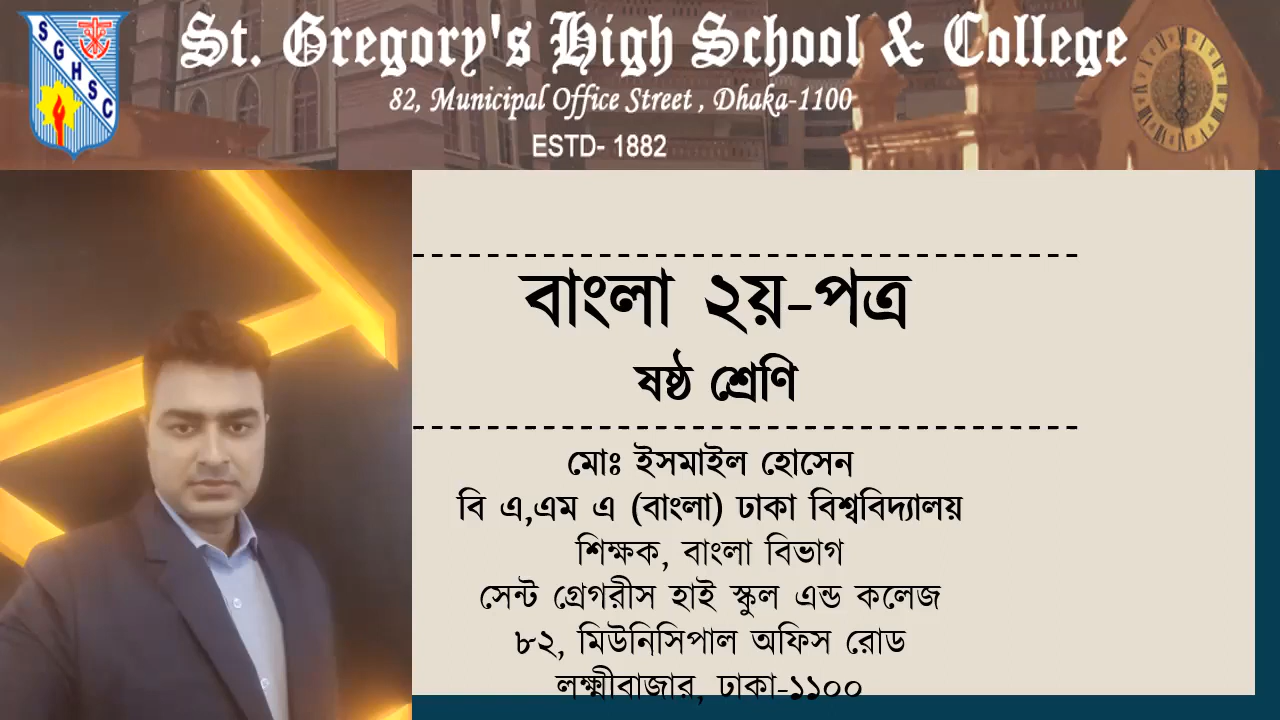 St. Gregory's High School & College
82, Municipal Office Street , Dhaka-1100
ESTD- 1882
SGHSC
বাংলা ২য়-পত্র
ষষ্ঠ শ্রেণি
মোঃ ইসমাইল হোসেন
বি এ,এম এ (বাংলা) ঢাকা বিশ্ববিদ্যালয়
শিক্ষক, বাংলা বিভাগ
সেন্ট গ্রেগরীস হাই স্কুল এন্ড কলেজ
৮২, মিউনিসিপাল অফিস রোড
লক্ষ্মীবাজার, ঢাকা-১১০০